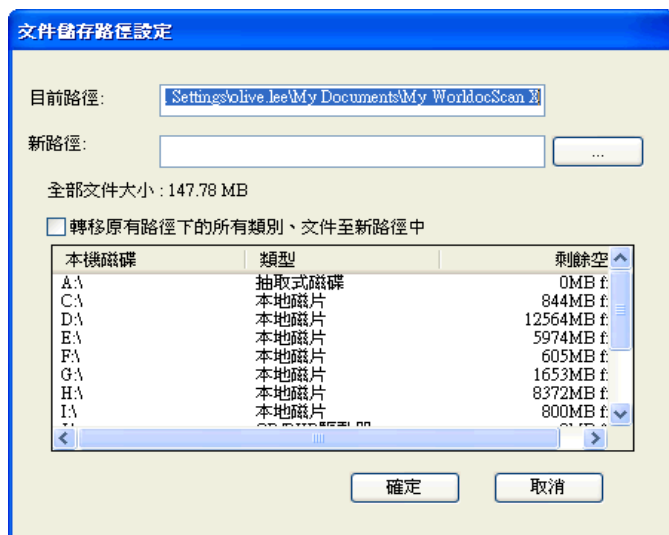 文件儲存路徑設定
目前路徑: Settings\olive.lee\My Documents\My WorldocScan X
新路徑: ...
全部文件大小 : 147.78 MB
轉移原有路徑下的所有類別、文件至新路徑中
本機磁碟 類型 剩餘空
A:\ 抽取式磁碟 0MB f
C:\ 本地磁片 844MB f
D:\ 本地磁片 12564MB f
E:\ 本地磁片 5974MB f
F:\ 本地磁片 605MB f
G:\ 本地磁片 1653MB f
H:\ 本地磁片 8372MB f
I:\ 本地磁片 800MB f
確定 取消